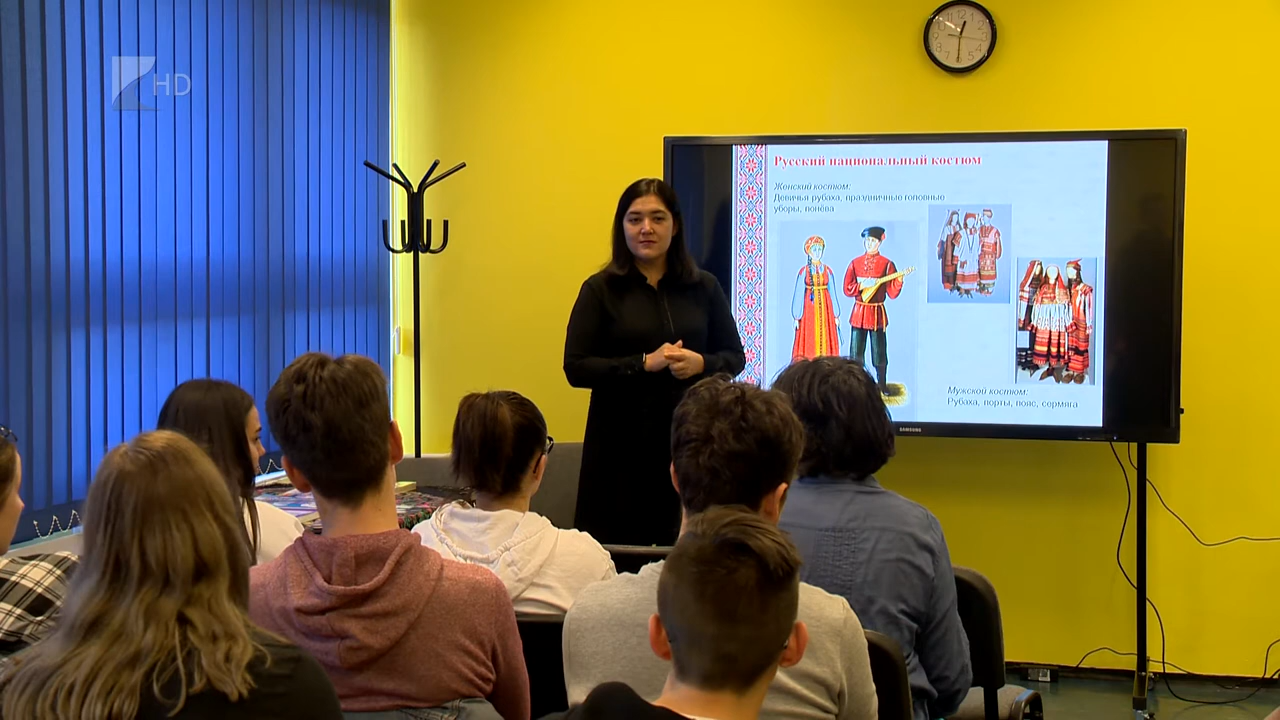 HD
Русский национальный костюм
Женский костюм:
Девичья рубаха, праздничные головные
уборы, понёва
Мужской костюм:
Рубаха, порты, пояс, сермяга
SAMSUNG